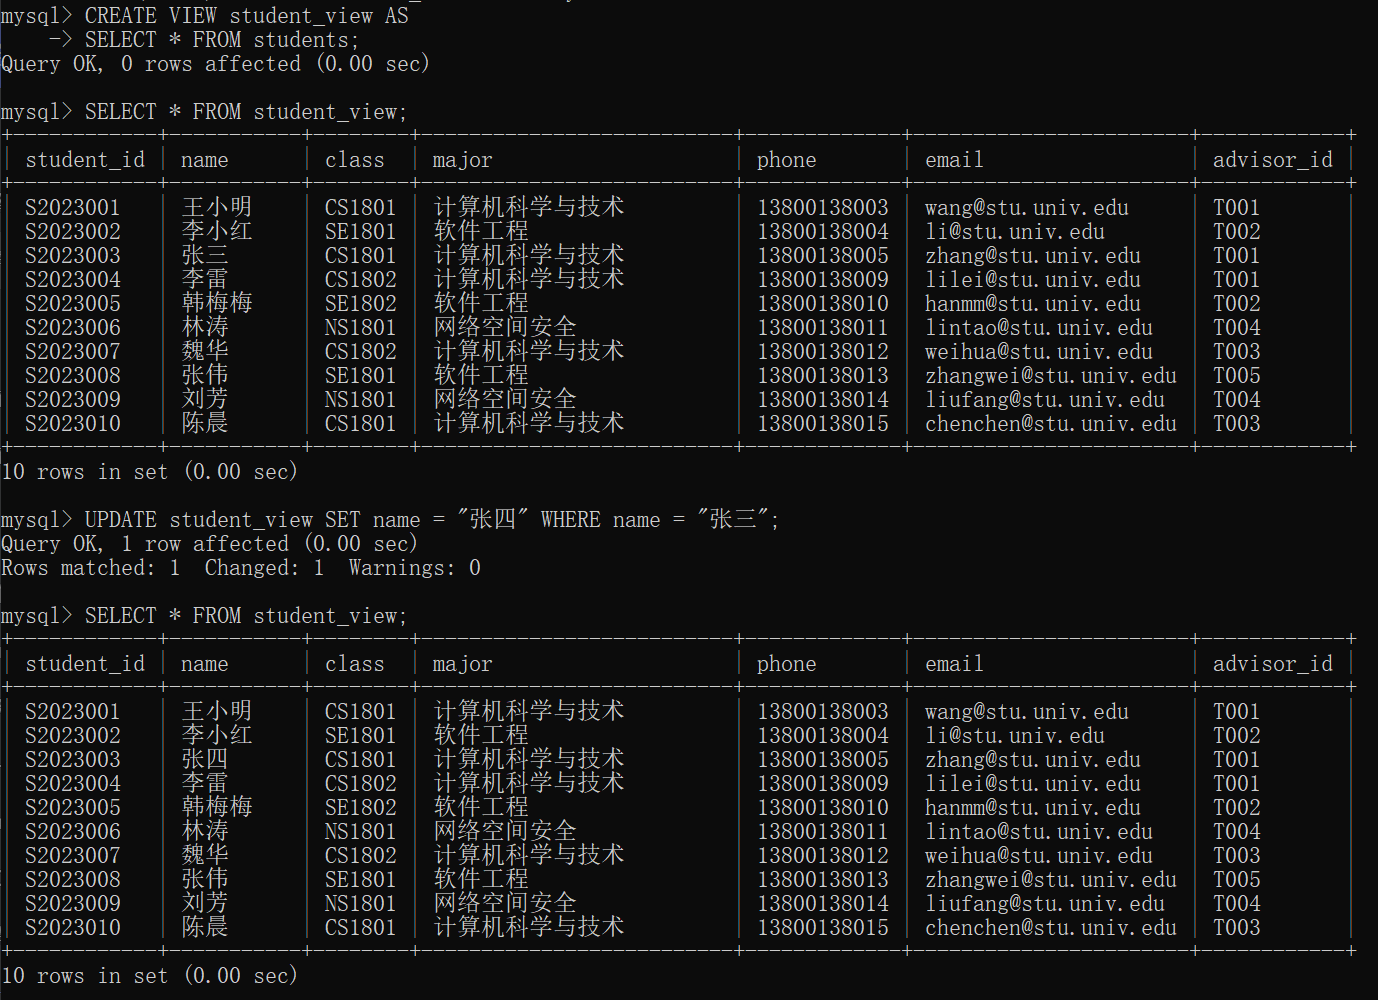 mysql> CREATE VIEW student_view AS
    -> SELECT * FROM students;
Query OK, 0 rows affected (0.00 sec)
mysql> SELECT * FROM student_view;
+------------+-----------+--------+--------------------------+-------------+-----------------------+------------+
| student_id | name | class | major | phone | email | advisor_id |
+------------+-----------+--------+--------------------------+-------------+-----------------------+------------+
| S2023001 | 王小明 | CS1801 | 计算机科学与技术 | 13800138003 | wang@stu.univ.edu | T001 |
| S2023002 | 李小红 | SE1801 | 软件工程 | 13800138004 | li@stu.univ.edu | T002 |
| S2023003 | 张三 | CS1801 | 计算机科学与技术 | 13800138005 | zhang@stu.univ.edu | T001 |
| S2023004 | 李雷 | CS1802 | 计算机科学与技术 | 13800138009 | lilei@stu.univ.edu | T001 |
| S2023005 | 韩梅梅 | SE1802 | 软件工程 | 13800138010 | hanmm@stu.univ.edu | T002 |
| S2023006 | 林涛 | NS1801 | 网络空间安全 | 13800138011 | lintao@stu.univ.edu | T004 |
| S2023007 | 魏华 | CS1802 | 计算机科学与技术 | 13800138012 | weihua@stu.univ.edu | T003 |
| S2023008 | 张伟 | SE1801 | 软件工程 | 13800138013 | zhangwei@stu.univ.edu | T005 |
| S2023009 | 刘芳 | NS1801 | 网络空间安全 | 13800138014 | liufang@stu.univ.edu | T004 |
| S2023010 | 陈晨 | CS1801 | 计算机科学与技术 | 13800138015 | chenchen@stu.univ.edu | T003 |
+------------+-----------+--------+--------------------------+-------------+-----------------------+------------+
10 rows in set (0.00 sec)
mysql> UPDATE student_view SET name = "张四" WHERE name = "张三";
Query OK, 1 row affected (0.00 sec)
Rows matched: 1  Changed: 1  Warnings: 0
mysql> SELECT * FROM student_view;
+------------+-----------+--------+--------------------------+-------------+-----------------------+------------+
| student_id | name | class | major | phone | email | advisor_id |
+------------+-----------+--------+--------------------------+-------------+-----------------------+------------+
| S2023001 | 王小明 | CS1801 | 计算机科学与技术 | 13800138003 | wang@stu.univ.edu | T001 |
| S2023002 | 李小红 | SE1801 | 软件工程 | 13800138004 | li@stu.univ.edu | T002 |
| S2023003 | 张四 | CS1801 | 计算机科学与技术 | 13800138005 | zhang@stu.univ.edu | T001 |
| S2023004 | 李雷 | CS1802 | 计算机科学与技术 | 13800138009 | lilei@stu.univ.edu | T001 |
| S2023005 | 韩梅梅 | SE1802 | 软件工程 | 13800138010 | hanmm@stu.univ.edu | T002 |
| S2023006 | 林涛 | NS1801 | 网络空间安全 | 13800138011 | lintao@stu.univ.edu | T004 |
| S2023007 | 魏华 | CS1802 | 计算机科学与技术 | 13800138012 | weihua@stu.univ.edu | T003 |
| S2023008 | 张伟 | SE1801 | 软件工程 | 13800138013 | zhangwei@stu.univ.edu | T005 |
| S2023009 | 刘芳 | NS1801 | 网络空间安全 | 13800138014 | liufang@stu.univ.edu | T004 |
| S2023010 | 陈晨 | CS1801 | 计算机科学与技术 | 13800138015 | chenchen@stu.univ.edu | T003 |
+------------+-----------+--------+--------------------------+-------------+-----------------------+------------+
10 rows in set (0.00 sec)